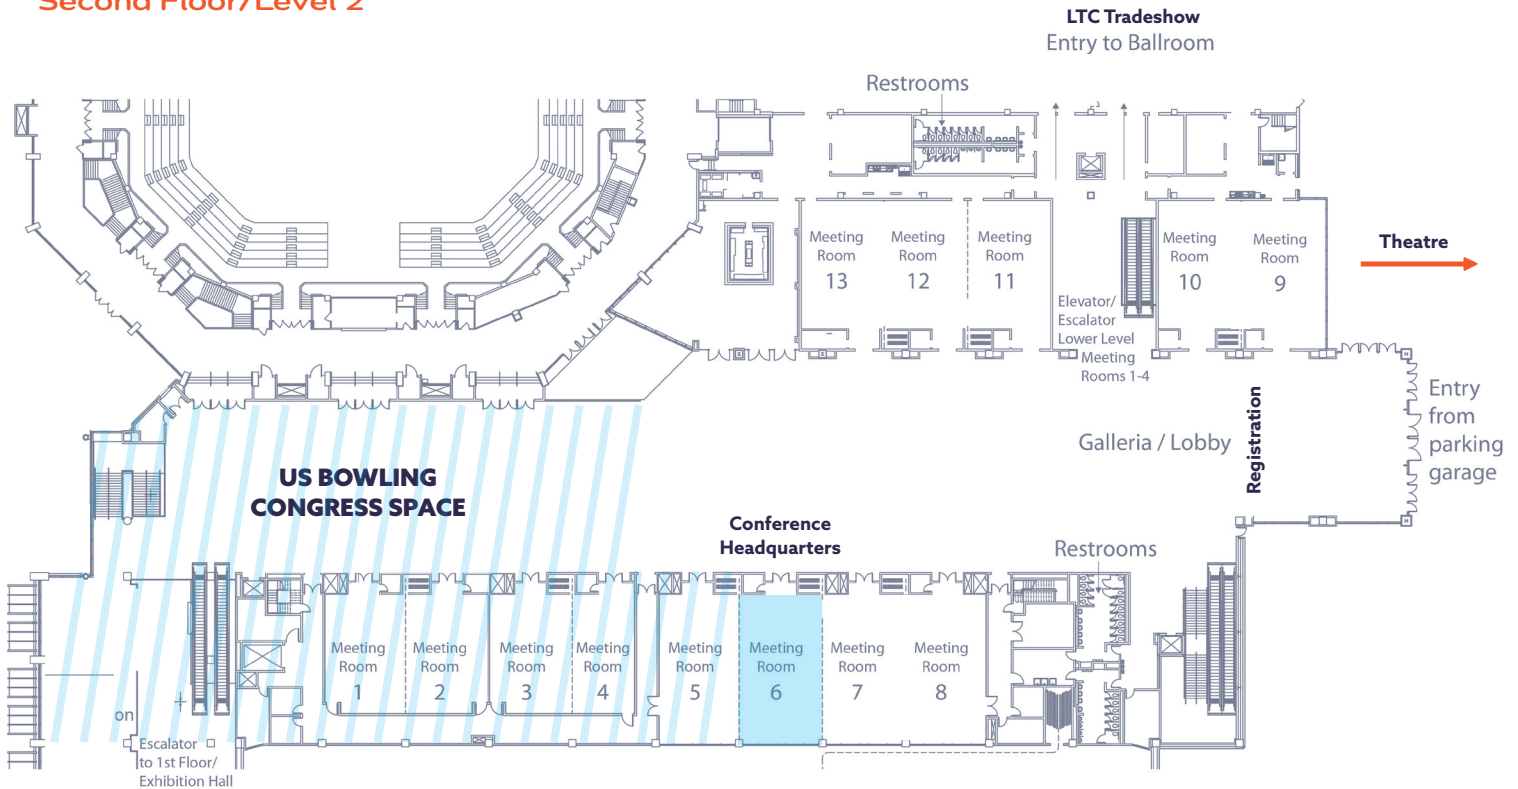 Second Floor/Level 2
LTC Tradeshow
Entry to Ballroom
Restrooms
Meeting
Room
13
Meeting
Room
12
Meeting
Room
11
Meeting
Room
10
Meeting
Room
9
Theatre
Elevator/
Escalator
Lower Level
Meeting
Rooms 1-4
Entry
from
parking
garage
Registration
Galleria / Lobby
US BOWLING
CONGRESS SPACE
Conference
Headquarters
Restrooms
Meeting
Room
1
Meeting
Room
2
Meeting
Room
3
Meeting
Room
4
Meeting
Room
5
Meeting
Room
6
Meeting
Room
7
Meeting
Room
8
on
Escalator
to 1st Floor/
Exhibition Hall